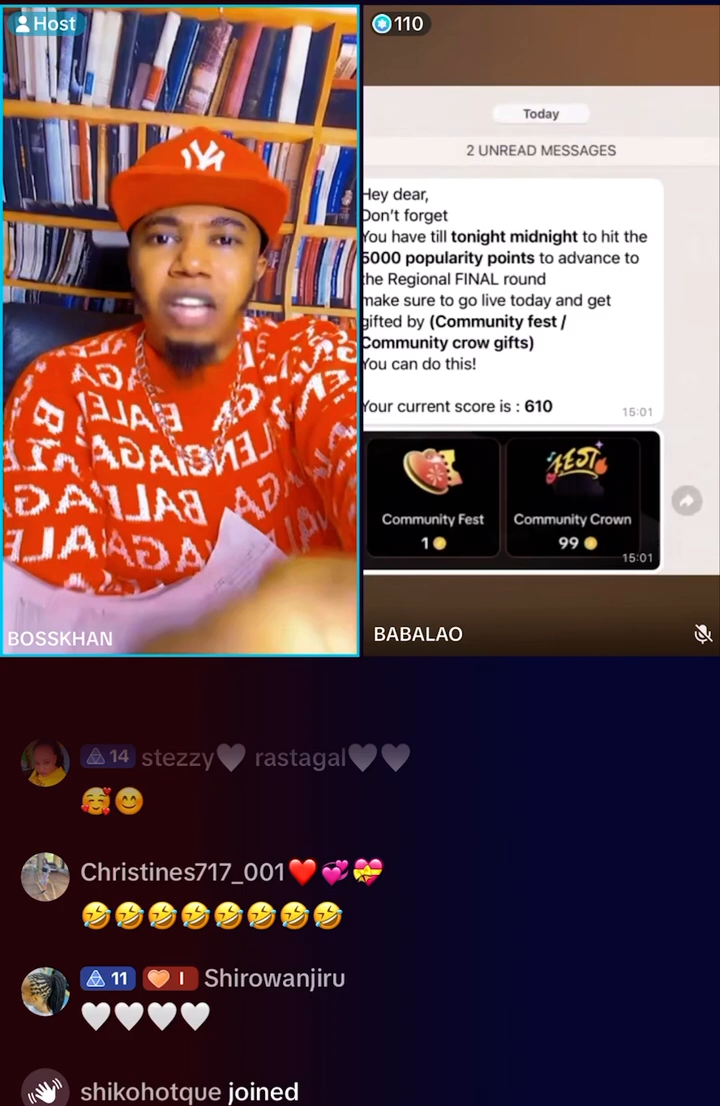 Host
NY
BALENCIAGA
BOSSKHAN
110
Today
2 UNREAD MESSAGES
Hey dear,
Don't forget
You have till tonight midnight to hit the
5000 popularity points to advance to
the Regional FINAL round
make sure to go live today and get
gifted by (Community fest /
Community crow gifts)
You can do this!
Your current score is : 610
15:01
FEST
Community Fest
1
Community Crown
99
15:01
BABALAO
14 stezzy🤍 rastagal🤍🤍
🥰😊
Christines717_001❤️💞💝
🤣🤣🤣🤣🤣🤣🤣🤣
11 I Shirowanjiru
🤍🤍🤍🤍
shikohotque joined